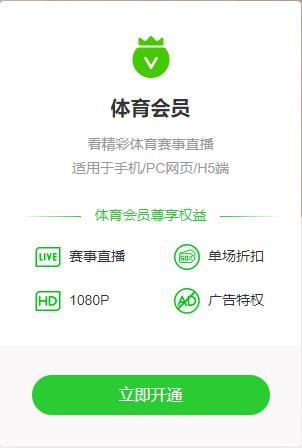 体育会员
看精彩体育赛事直播
适用于手机/PC网页/H5端
体育会员尊享权益
LIVE 赛事直播
50% 单场折扣
HD 1080P
AD 广告特权
立即开通